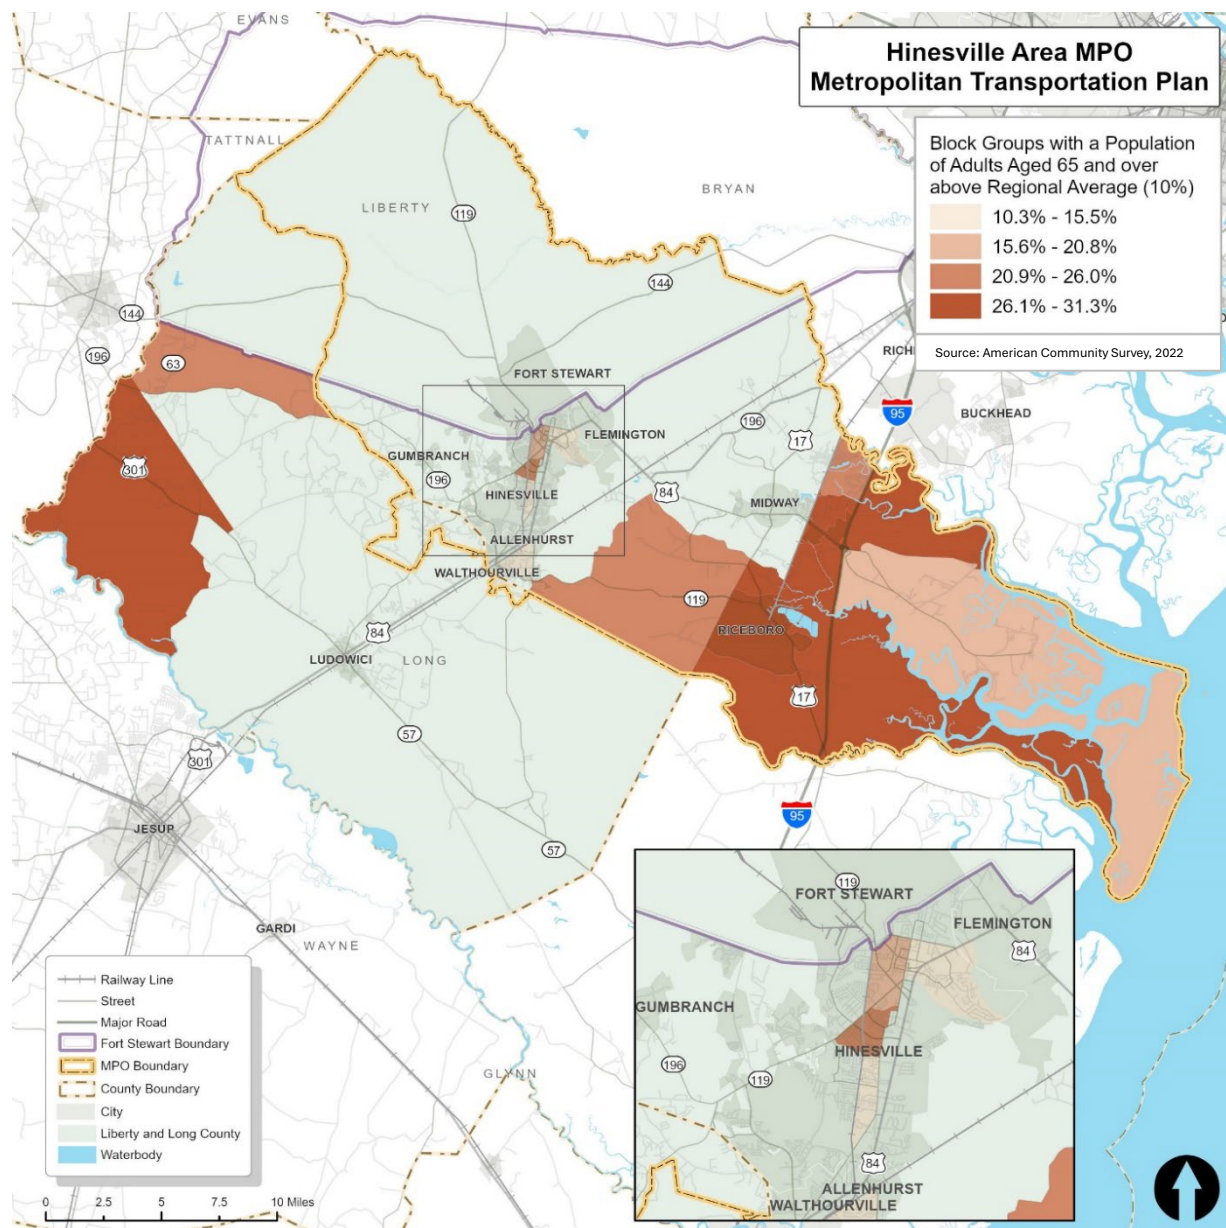 EVANS
Hinesville Area MPO
Metropolitan Transportation Plan
TATTNALL
Block Groups with a Population
of Adults Aged 65 and over
above Regional Average (10%)
10.3% - 15.5%
15.6% - 20.8%
20.9% - 26.0%
26.1% - 31.3%
Source: American Community Survey, 2022
BRYAN
LIBERTY
119
144
144
196
63
RICH
FORT STEWART
95
BUCKHEAD
196
17
FLEMINGTON
GUMBRANCH
301
196
84
HINESVILLE
MIDWAY
ALLENHURST
WALTHOURVILLE
119
84
RICEBORO
LUDOWICI
LONG
17
57
301
95
JESUP
57
GARDI
WAYNE
GLYNN
Railway Line
Street
Major Road
Fort Stewart Boundary
MPO Boundary
County Boundary
City
Liberty and Long County
Waterbody
0 2.5 5 7.5 10 Miles
119
FORT STEWART
FLEMINGTON
84
GUMBRANCH
HINESVILLE
196
119
84
ALLENHURST
WALTHOURVILLE